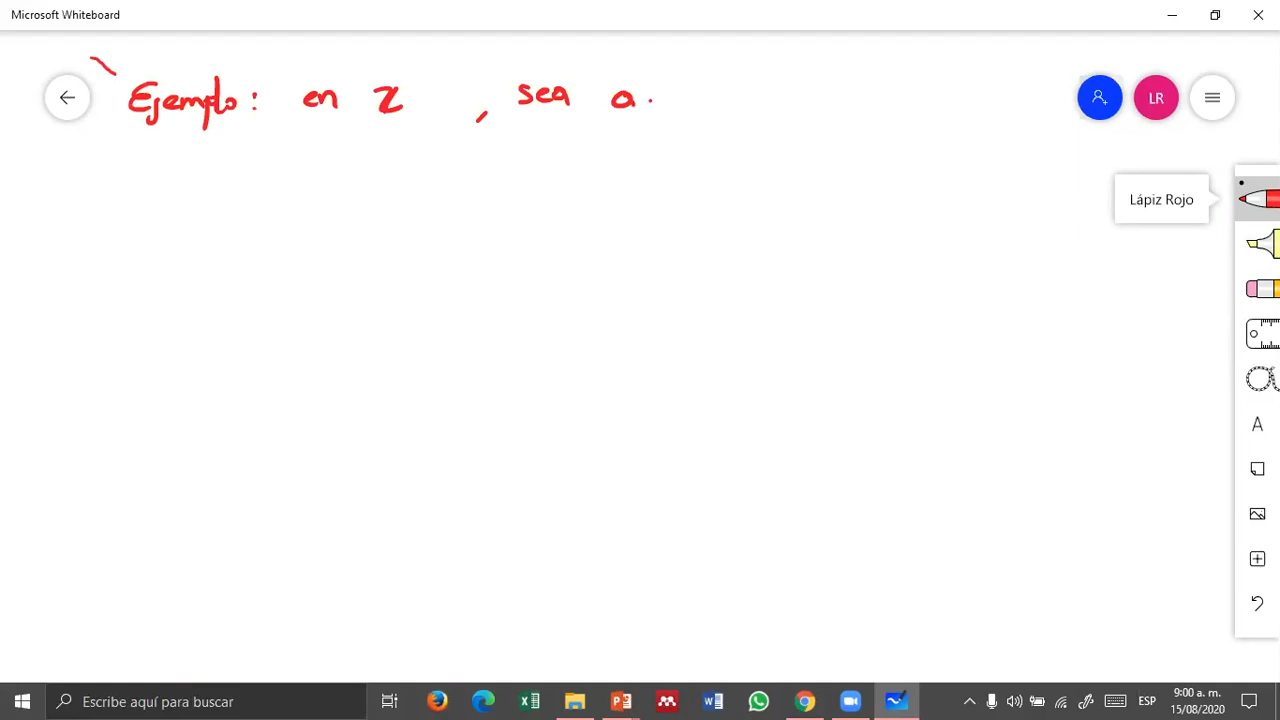 Microsoft Whiteboard
Ejemplo: en Z , sea a.
LR
Lápiz Rojo
A
Escribe aquí para buscar
ESP
9:00 a. m.
15/08/2020